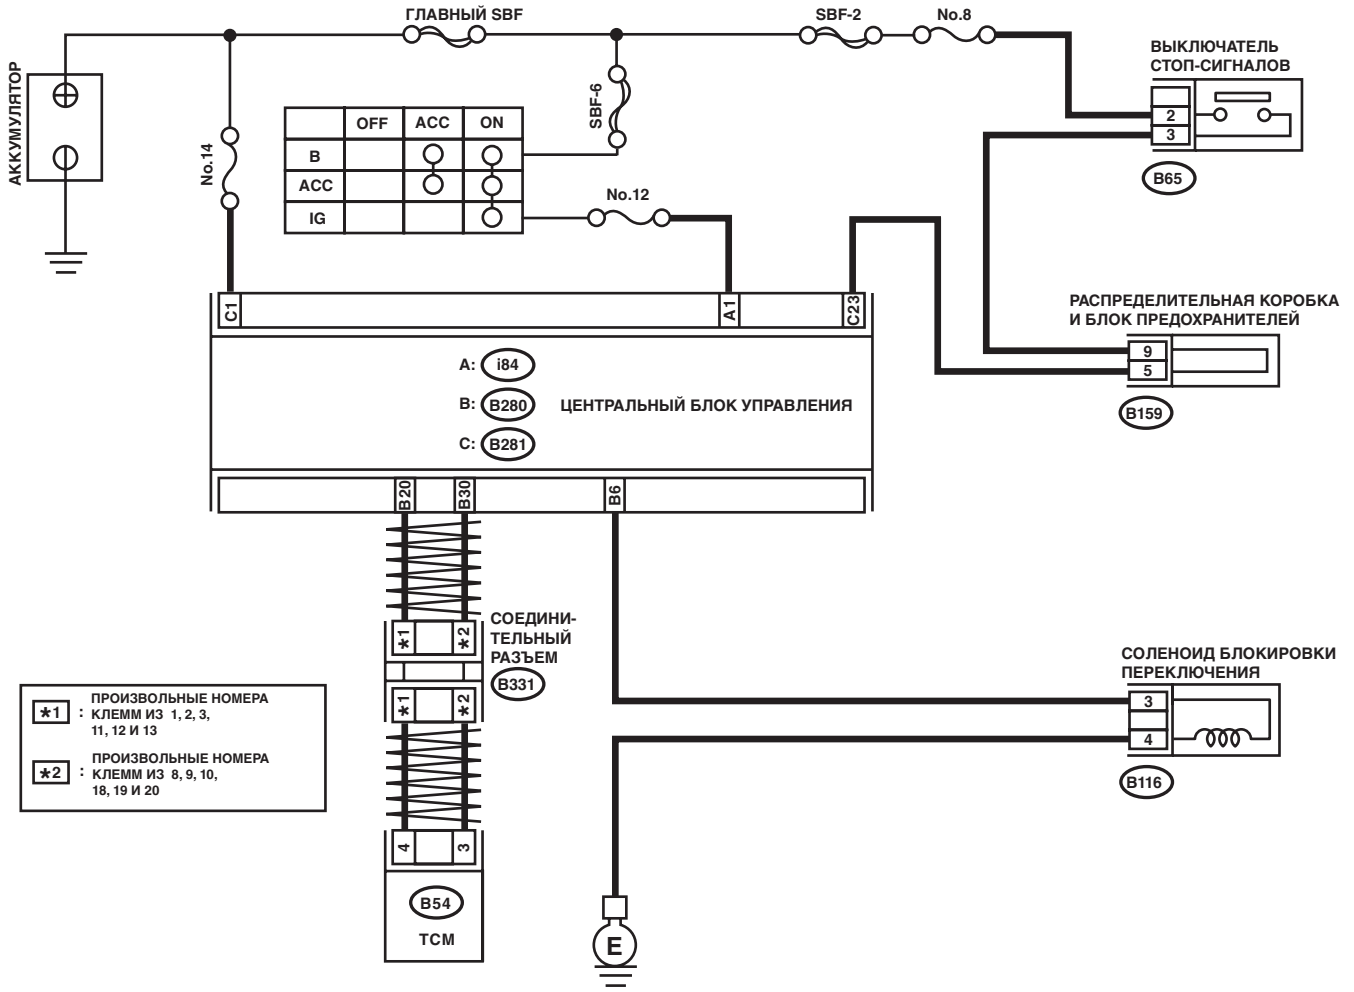 ГЛАВНЫЙ SBF
SBF-2
No.8
ВЫКЛЮЧАТЕЛЬ
СТОП-СИГНАЛОВ
2
3
B65
АККУМУЛЯТОР
No.14
SBF-6
OFF ACC ON
B
ACC
IG
No.12
C1
A1
C23
РАСПРЕДЕЛИТЕЛЬНАЯ КОРОБКА
И БЛОК ПРЕДОХРАНИТЕЛЕЙ
9
5
B159
A: i84
B: B280
C: B281
ЦЕНТРАЛЬНЫЙ БЛОК УПРАВЛЕНИЯ
B20
B30
B6
*1
*2
СОЕДИНИ-
ТЕЛЬНЫЙ
РАЗЪЕМ
B331
*1
*2
СОЛЕНОИД БЛОКИРОВКИ
ПЕРЕКЛЮЧЕНИЯ
3
4
B116
*1 : ПРОИЗВОЛЬНЫЕ НОМЕРА
КЛЕММ ИЗ 1, 2, 3,
11, 12 И 13
*2 : ПРОИЗВОЛЬНЫЕ НОМЕРА
КЛЕММ ИЗ 8, 9, 10,
18, 19 И 20
4
3
B54
TCM
E